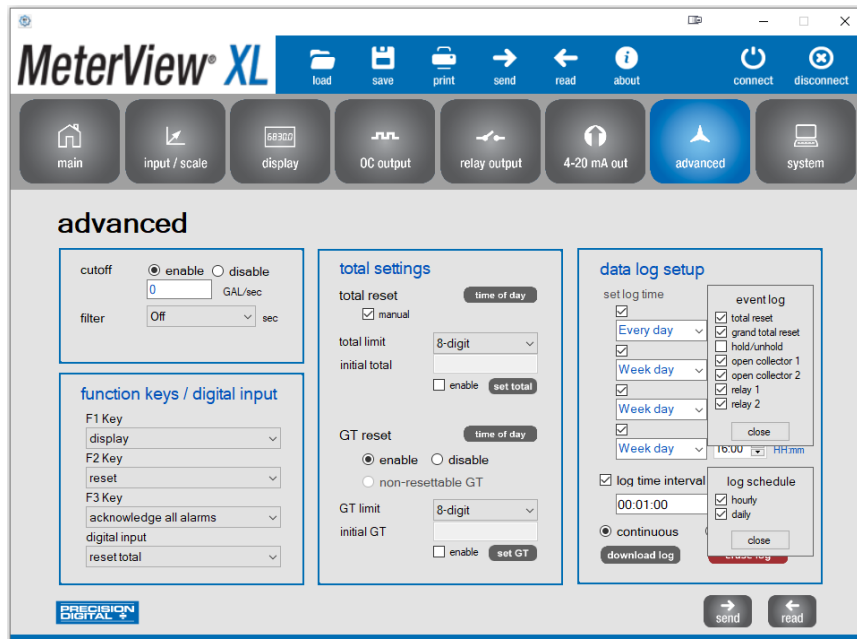 MeterView® XL
load
save
print
send
read
about
connect
disconnect
main
input / scale
68300
display
OC output
relay output
4-20 mA out
advanced
system
advanced
cutoff
enable
disable
0
GAL/sec
filter
Off
sec
function keys / digital input
F1 Key
display
F2 Key
reset
F3 Key
acknowledge all alarms
digital input
reset total
total settings
total reset
time of day
manual
total limit
8-digit
initial total
enable
set total
GT reset
time of day
enable
disable
non-resettable GT
GT limit
8-digit
initial GT
enable
set GT
data log setup
set log time
Every day
Week day
Week day
Week day
16:00
HH:mm
log time interval
00:01:00
continuous
download log
erase log
event log
total reset
grand total reset
hold/unhold
open collector 1
open collector 2
relay 1
relay 2
close
log schedule
hourly
daily
close
PRECISION
DIGITAL
send
read